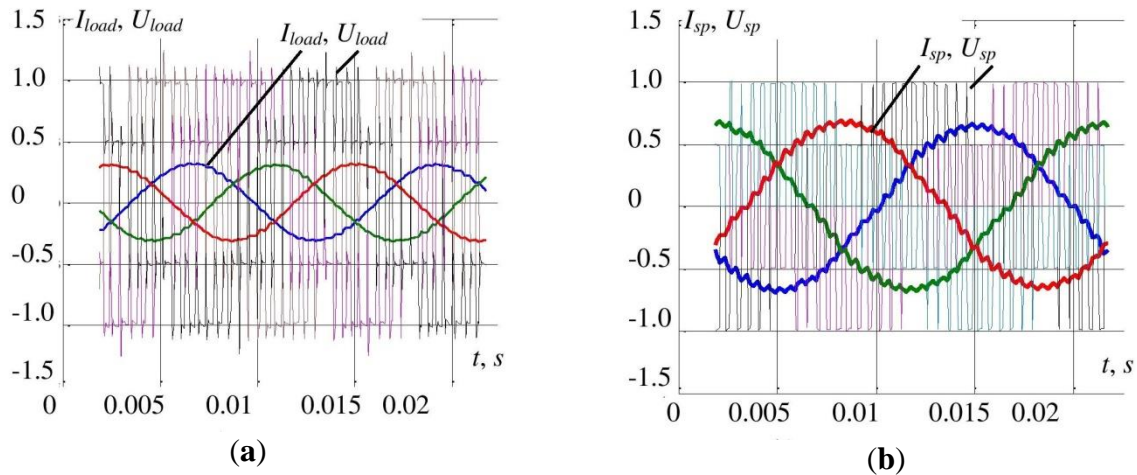 1.5 I_load, U_load
I_load, U_load
1.0
0.5
0
-0.5
-1.0
t, s
-1.5
0 0.005 0.01 0.015 0.02
(a)
1.5 I_sp, U_sp
I_sp, U_sp
1.0
0.5
0
-0.5
-1.0
t, s
-1.5
0 0.005 0.01 0.015 0.02
(b)